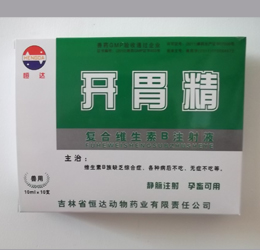 恒达
开胃精
复合维生素B注射液
主治：
维生素B族缺乏综合症、各种病后不吃、无症不吃等。
兽用
10ml×10支
静脉注射 孕畜可用
吉林省恒达动物药业有限责任公司